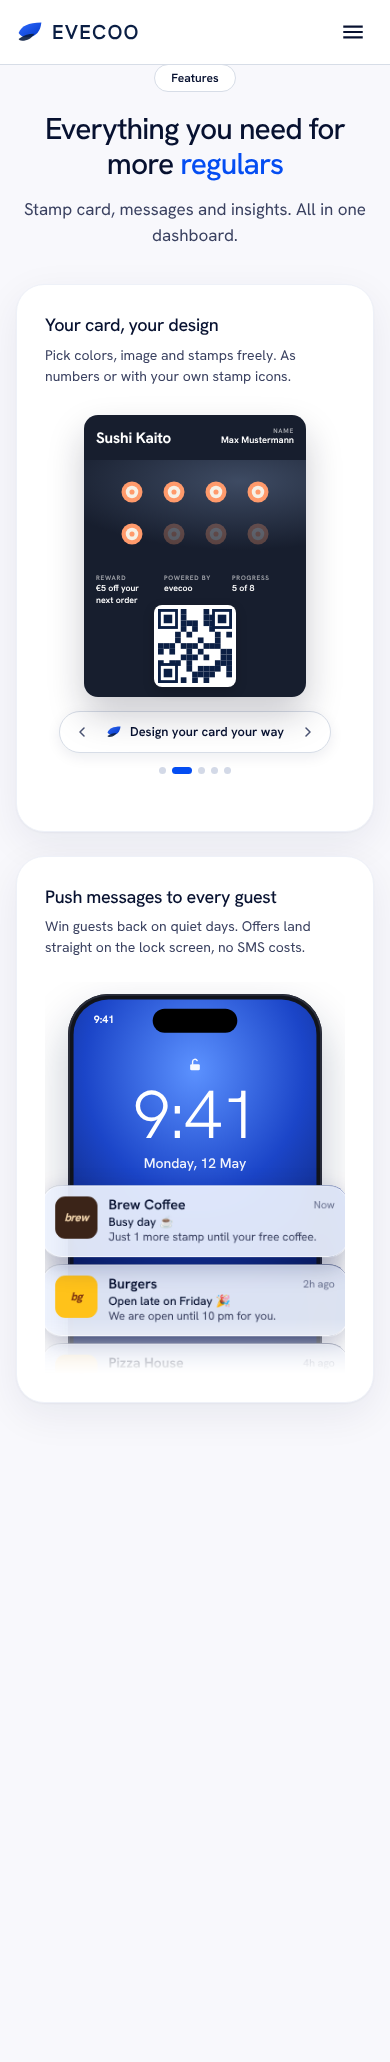 EVECOO
Features
Everything you need for
more regulars
Stamp card, messages and insights. All in one
dashboard.
Your card, your design
Pick colors, image and stamps freely. As
numbers or with your own stamp icons.
Sushi Kaito
NAME
Max Mustermann
REWARD
€5 off your
next order
POWERED BY
evecoo
PROGRESS
5 of 8
Design your card your way
Push messages to every guest
Win guests back on quiet days. Offers land
straight on the lock screen, no SMS costs.
9:41
9:41
Monday, 12 May
brew
Brew Coffee
Now
Busy day ☕
Just 1 more stamp until your free coffee.
bg
Burgers
2h ago
Open late on Friday 🎉
We are open until 10 pm for you.
Pizza House
4h ago